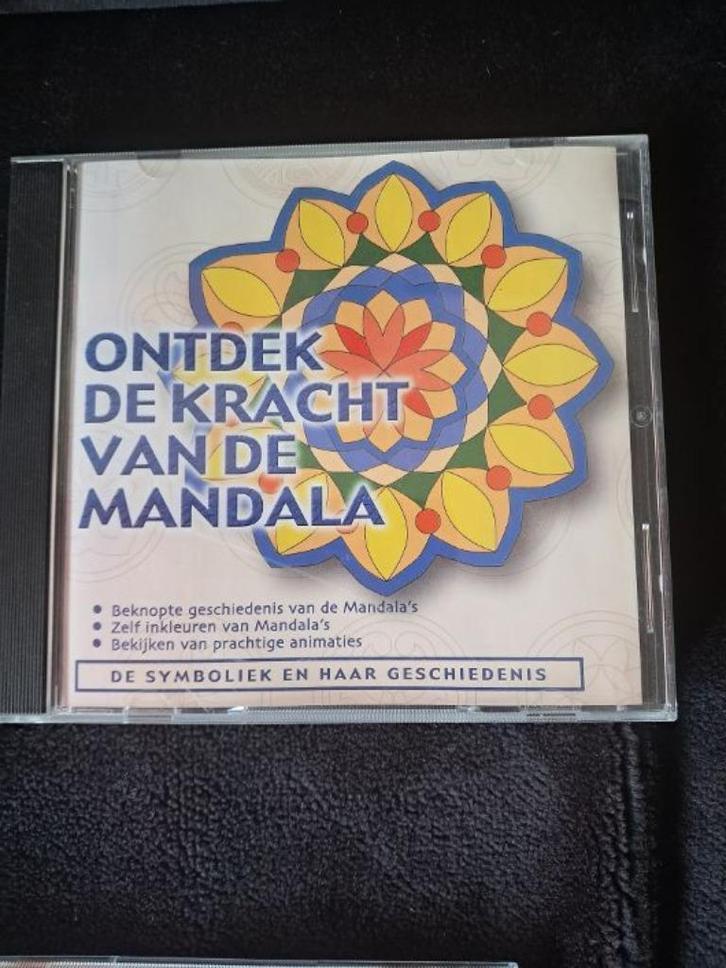 ONTDEK
DE KRACHT
VAN DE
MANDALA
• Beknopte geschiedenis van de Mandala's
• Zelf inkleuren van Mandala's
• Bekijken van prachtige animaties
DE SYMBOLIEK EN HAAR GESCHIEDENIS